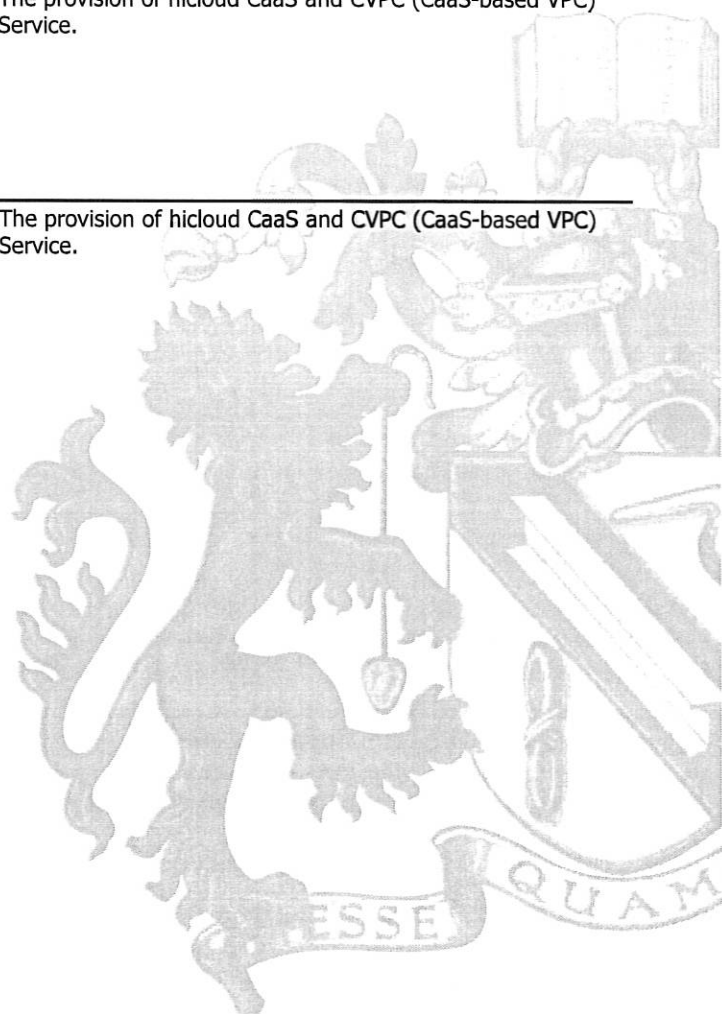 The provision of hicloud CaaS and CVPC (CaaS-based VPC)
Service.
The provision of hicloud CaaS and CVPC (CaaS-based VPC)
Service.
ESSE QUAM